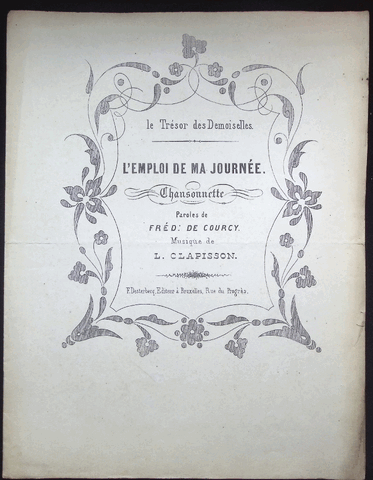 le Trésor des Demoiselles.
L'EMPLOI DE MA JOURNÉE.
Chansonnette
Paroles de
FRÉD: DE COURCY.
Musique de
L. CLAPISSON.
F. Desterbecq, Editeur à Bruxelles, Rue du Progrès.